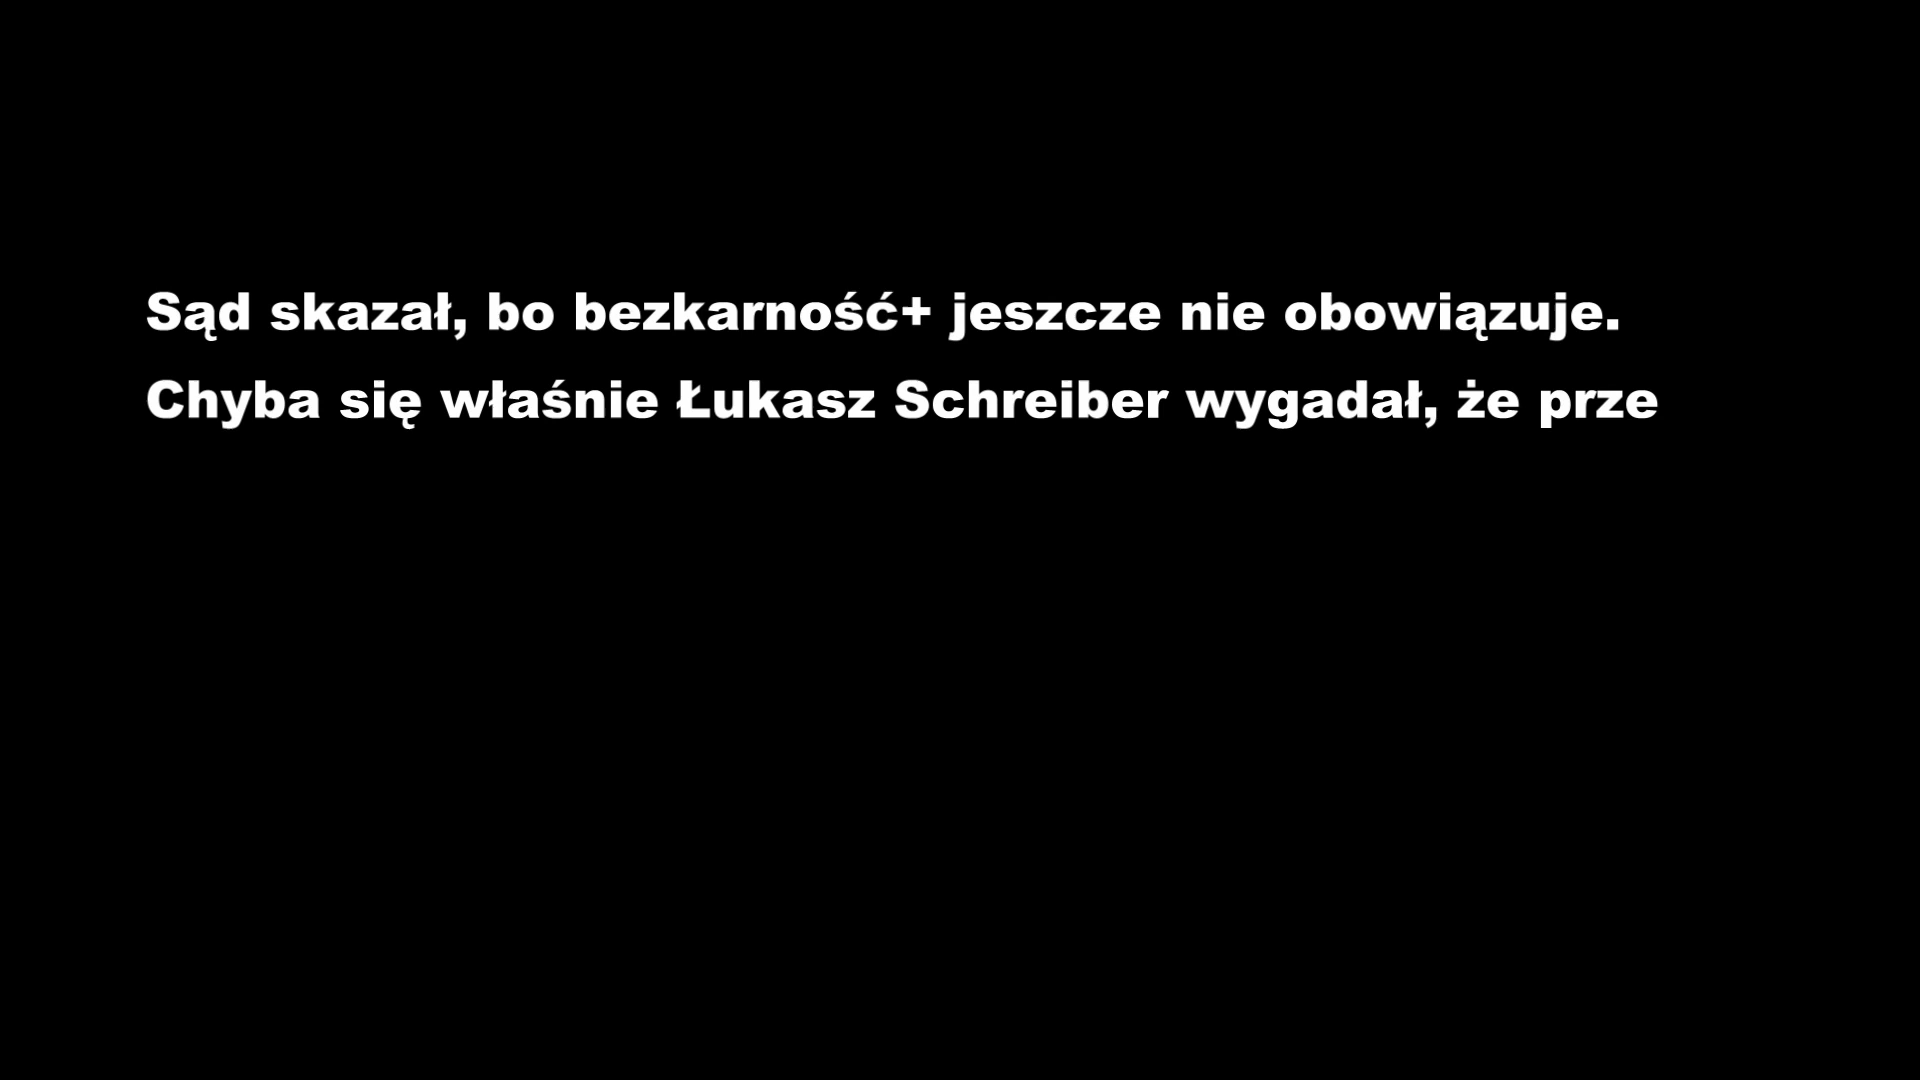 Sąd skazał, bo bezkarność+ jeszcze nie obowiązuje.
Chyba się właśnie Łukasz Schreiber wygadał, że prze